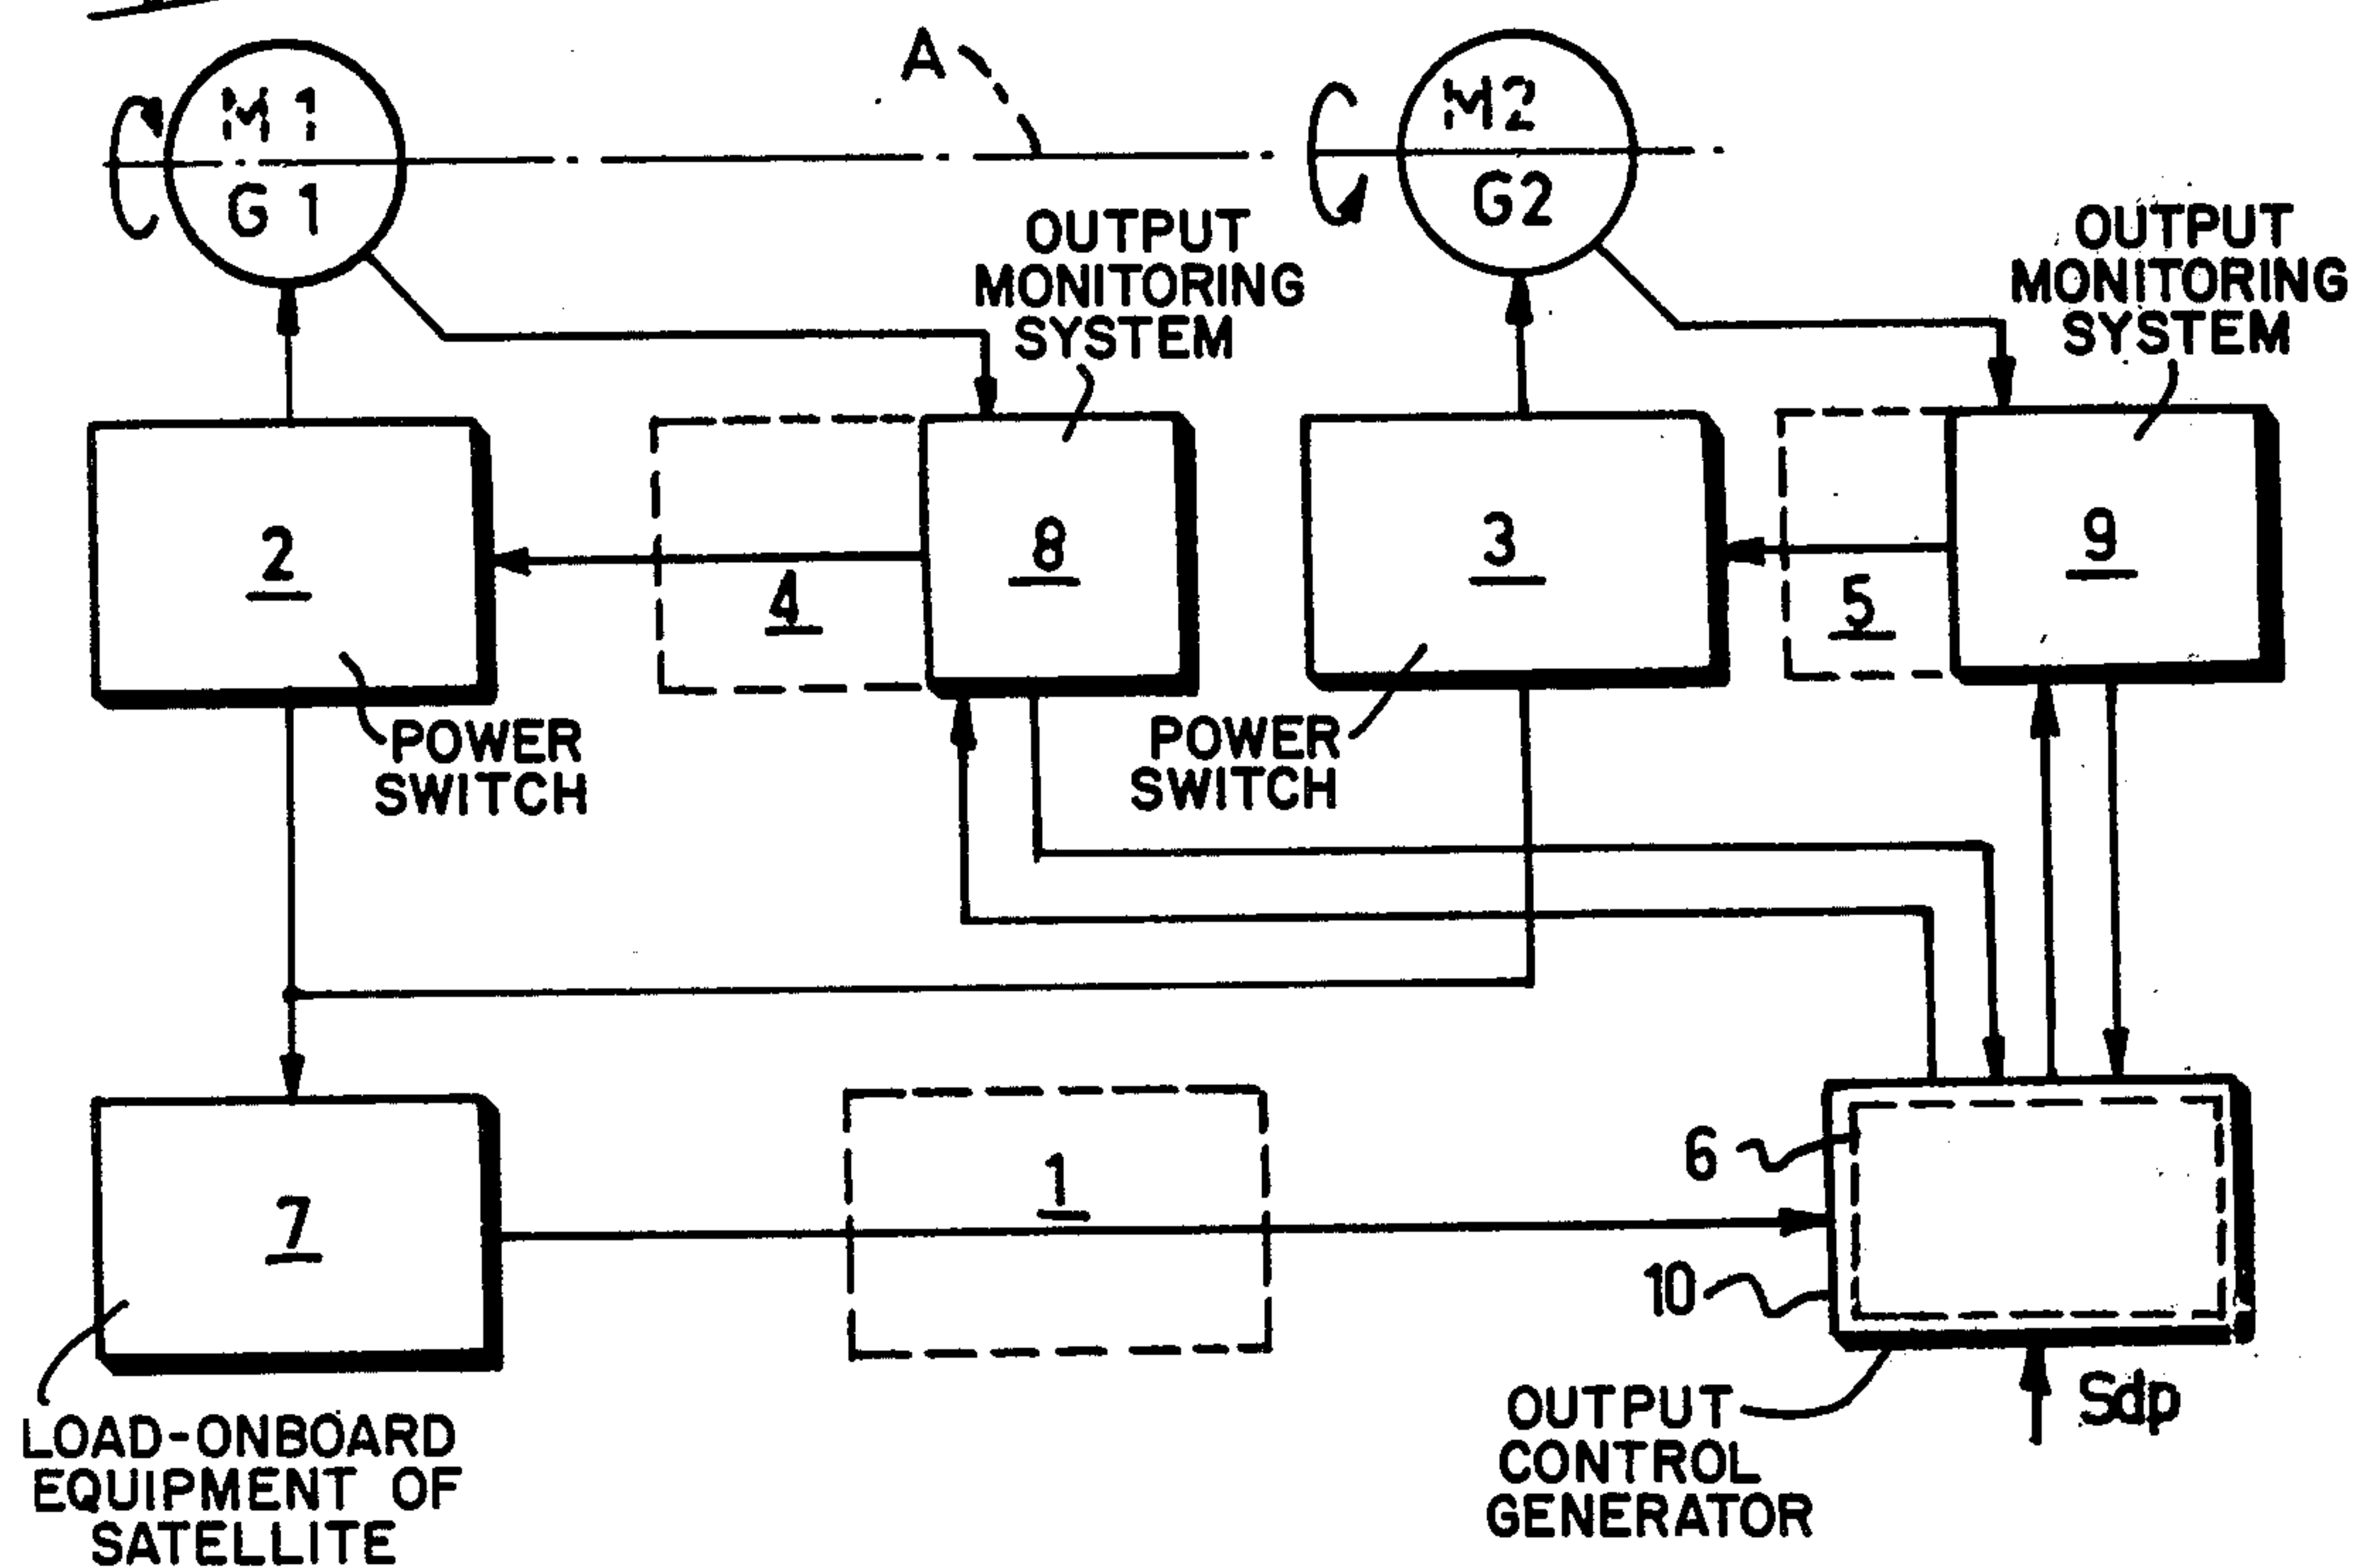 A
M1
G1
M2
G2
OUTPUT
MONITORING
SYSTEM
OUTPUT
MONITORING
SYSTEM
2
4
8
3
5
9
POWER
SWITCH
POWER
SWITCH
7
1
6
10
LOAD-ONBOARD
EQUIPMENT OF
SATELLITE
OUTPUT
CONTROL
GENERATOR
Sdp